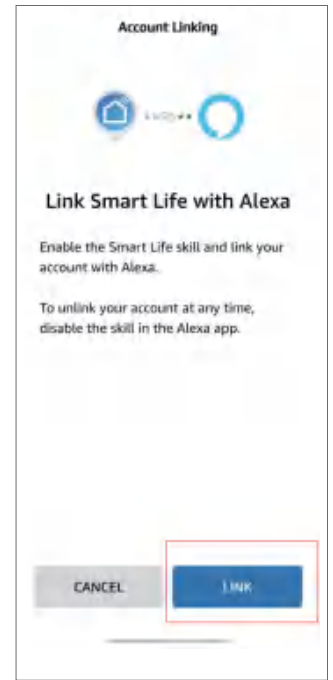 Account Linking
Link Smart Life with Alexa
Enable the Smart Life skill and link your
account with Alexa.
To unlink your account at any time,
disable the skill in the Alexa app.
CANCEL LINK